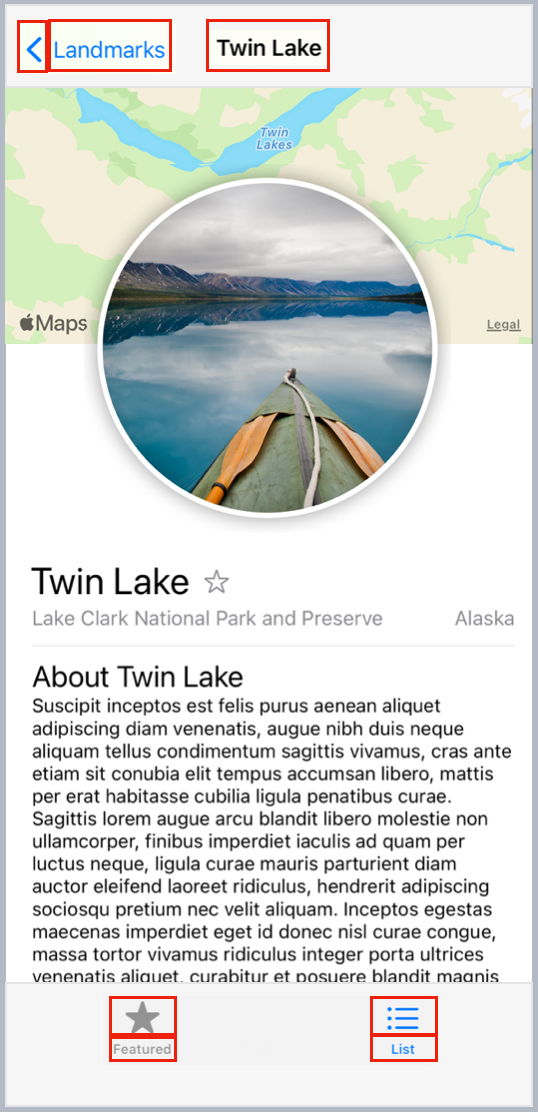 Landmarks Twin Lake
Twin
Lakes
Maps
Legal
Twin Lake
Lake Clark National Park and Preserve Alaska
About Twin Lake
Suscipit inceptos est felis purus aenean aliquet
adipiscing diam venenatis, augue nibh duis neque
aliquam tellus condimentum sagittis vivamus, cras ante
etiam sit conubia elit tempus accumsan libero, mattis
per erat habitasse cubilia ligula penatibus curae.
Sagittis lorem augue arcu blandit libero molestie non
ullamcorper, finibus imperdiet iaculis ad quam per
luctus neque, ligula curae mauris parturient diam
auctor eleifend laoreet ridiculus, hendrerit adipiscing
sociosqu pretium nec velit aliquam. Inceptos egestas
maecenas imperdiet eget id donec nisl curae congue,
massa tortor vivamus ridiculus integer porta ultrices
venenatis aliquet, curabitur et posuere blandit magnis
Featured List